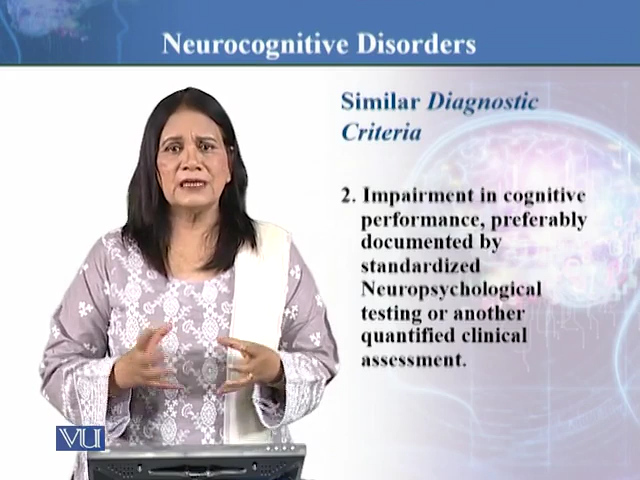 Neurocognitive Disorders
Similar Diagnostic
Criteria
2. Impairment in cognitive
performance, preferably
documented by
standardized
Neuropsychological
testing or another
quantified clinical
assessment.
VU